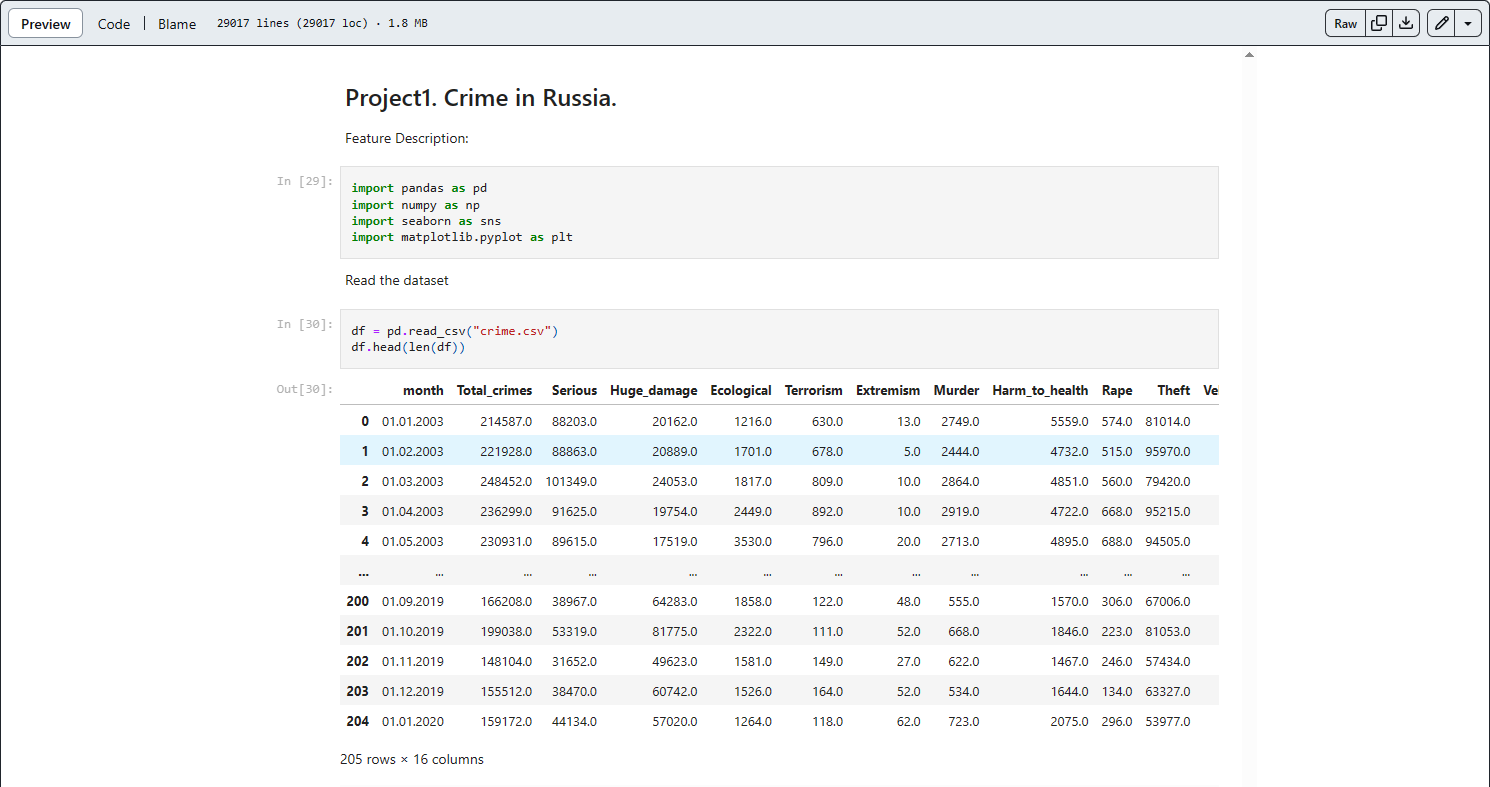 Preview Code Blame 29017 lines (29017 loc) · 1.8 MB Raw
Project1. Crime in Russia.
Feature Description:
In [29]:
import pandas as pd
import numpy as np
import seaborn as sns
import matplotlib.pyplot as plt
Read the dataset
In [30]:
df = pd.read_csv("crime.csv")
df.head(len(df))
Out[30]:
month Total_crimes Serious Huge_damage Ecological Terrorism Extremism Murder Harm_to_health Rape Theft Ve
0 01.01.2003 214587.0 88203.0 20162.0 1216.0 630.0 13.0 2749.0 5559.0 574.0 81014.0
1 01.02.2003 221928.0 88863.0 20889.0 1701.0 678.0 5.0 2444.0 4732.0 515.0 95970.0
2 01.03.2003 248452.0 101349.0 24053.0 1817.0 809.0 10.0 2864.0 4851.0 560.0 79420.0
3 01.04.2003 236299.0 91625.0 19754.0 2449.0 892.0 10.0 2919.0 4722.0 668.0 95215.0
4 01.05.2003 230931.0 89615.0 17519.0 3530.0 796.0 20.0 2713.0 4895.0 688.0 94505.0
... ... ... ... ... ... ... ... ... ... ... ...
200 01.09.2019 166208.0 38967.0 64283.0 1858.0 122.0 48.0 555.0 1570.0 306.0 67006.0
201 01.10.2019 199038.0 53319.0 81775.0 2322.0 111.0 52.0 668.0 1846.0 223.0 81053.0
202 01.11.2019 148104.0 31652.0 49623.0 1581.0 149.0 27.0 622.0 1467.0 246.0 57434.0
203 01.12.2019 155512.0 38470.0 60742.0 1526.0 164.0 52.0 534.0 1644.0 134.0 63327.0
204 01.01.2020 159172.0 44134.0 57020.0 1264.0 118.0 62.0 723.0 2075.0 296.0 53977.0
205 rows × 16 columns